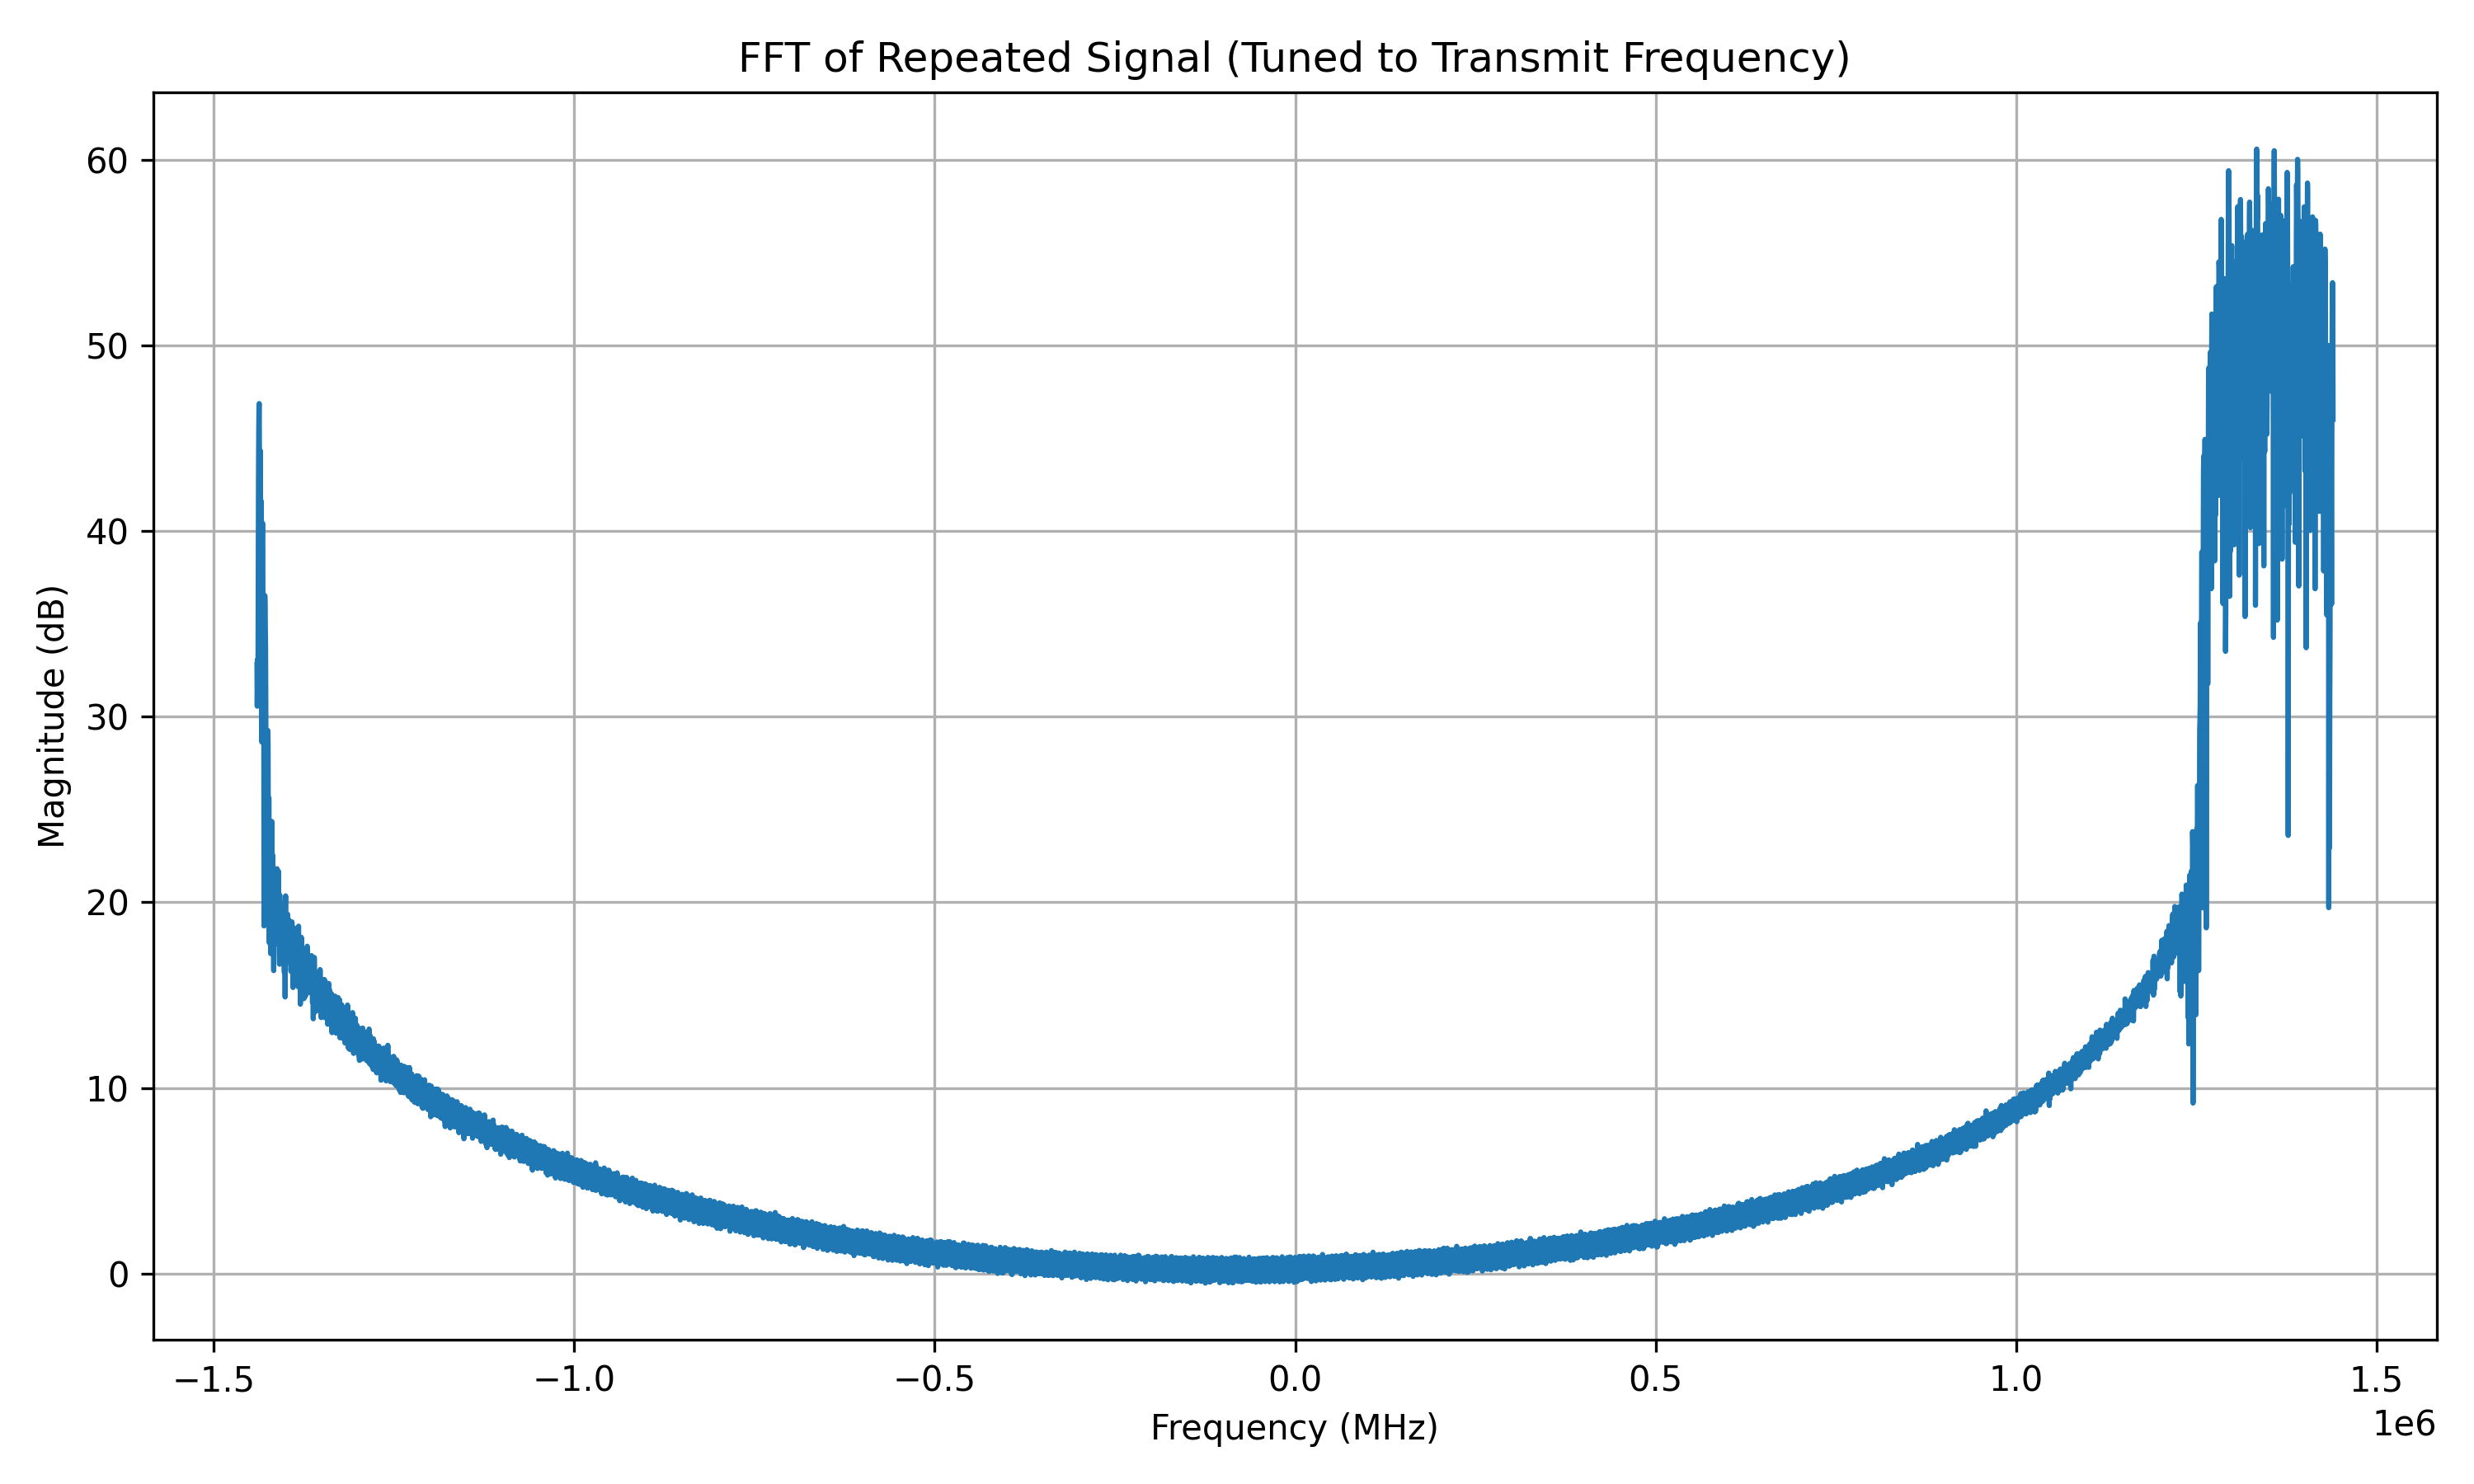 FFT of Repeated Signal (Tuned to Transmit Frequency)
Magnitude (dB)
60
50
40
30
20
10
0
−1.5 −1.0 −0.5 0.0 0.5 1.0 1.5
Frequency (MHz)
1e6